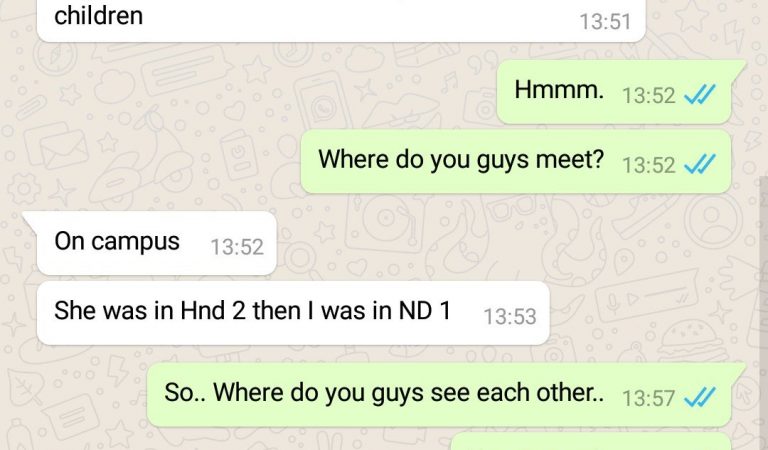 children 13:51
Hmmm. 13:52
Where do you guys meet? 13:52
On campus 13:52
She was in Hnd 2 then I was in ND 1 13:53
So.. Where do you guys see each other.. 13:57